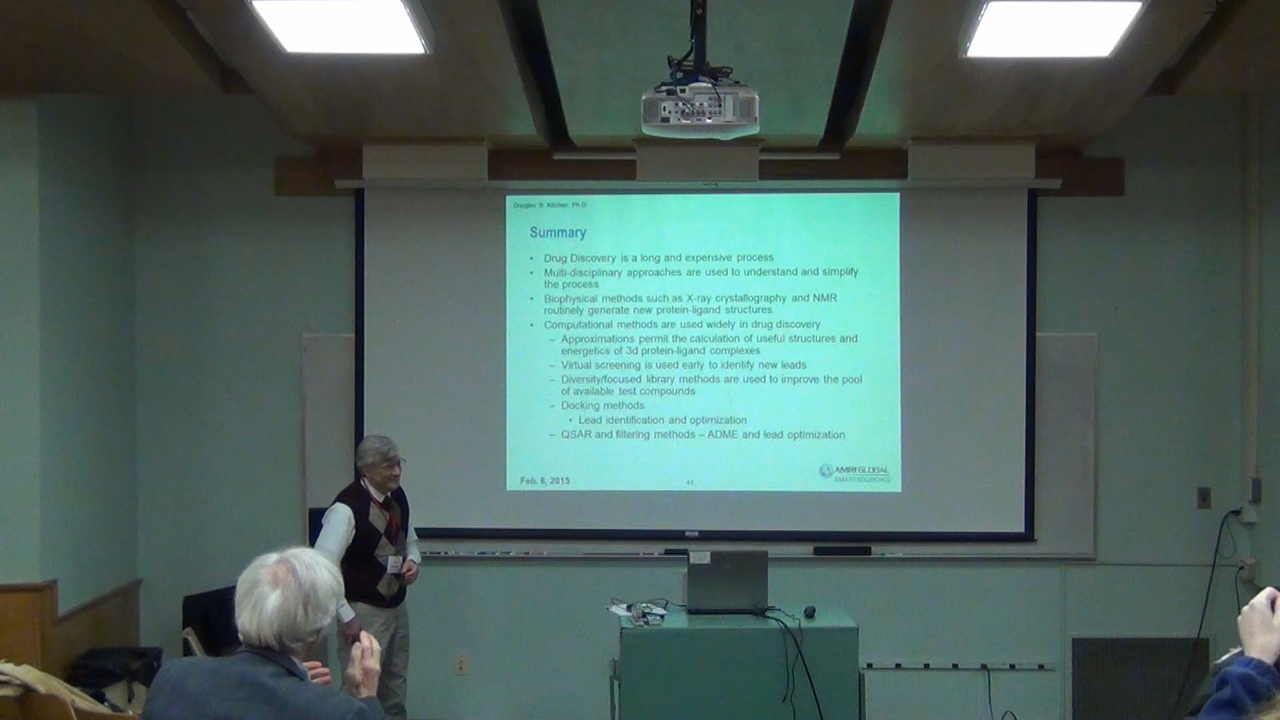 Douglas B. Kitchen, Ph.D.
Summary
• Drug Discovery is a long and expensive process
• Multi-disciplinary approaches are used to understand and simplify
the process
• Biophysical methods such as X-ray crystallography and NMR
routinely generate new protein-ligand structures.
• Computational methods are used widely in drug discovery
– Approximations permit the calculation of useful structures and
energetics of 3d protein-ligand complexes
– Virtual screening is used early to identify new leads
– Diversity/focused library methods are used to improve the pool
of available test compounds
– Docking methods
• Lead identification and optimization
– QSAR and filtering methods – ADME and lead optimization
AMRI GLOBAL
SMARTSOURCING
Feb. 6, 2015